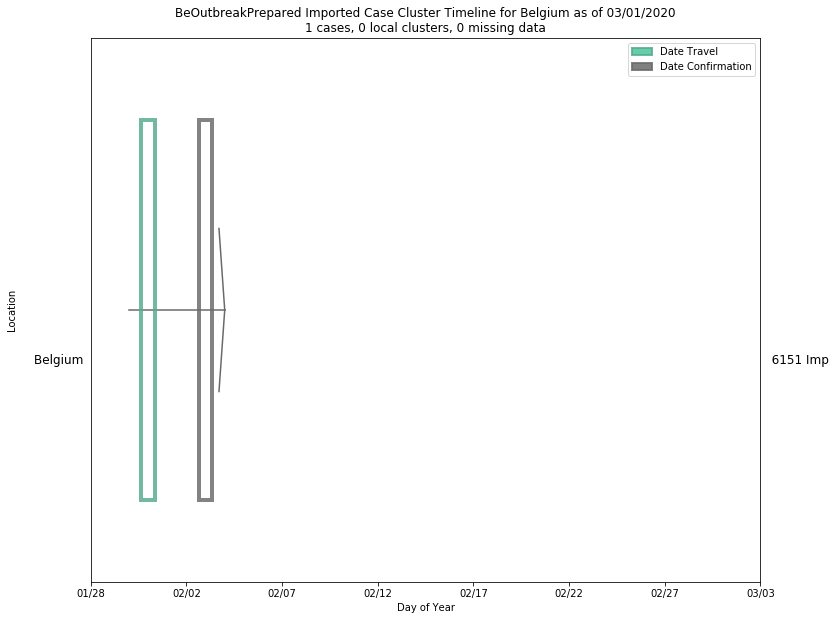 BeOutbreakPrepared Imported Case Cluster Timeline for Belgium as of 03/01/2020
1 cases, 0 local clusters, 0 missing data
Date Travel
Date Confirmation
Location
Belgium
6151 Imp
01/28 02/02 02/07 02/12 02/17 02/22 02/27 03/03
Day of Year